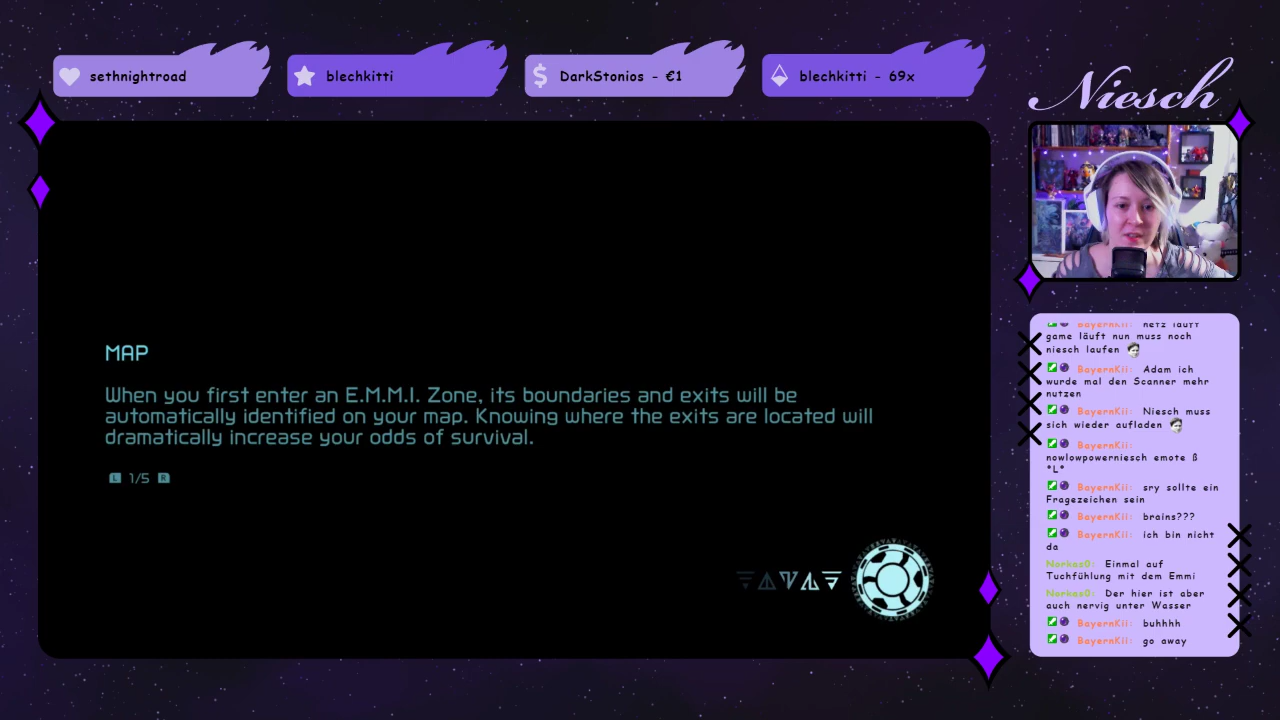 sethnightroad
blechkitti
DarkStonios - €1
blechkitti - 69x
Niesch
MAP
When you first enter an E.M.M.I. Zone, its boundaries and exits will be
automatically identified on your map. Knowing where the exits are located will
dramatically increase your odds of survival.
L 1/5 R
BayernKii: netz läuft
game läuft nun muss noch
niesch laufen
BayernKii: Adam ich
wurde mal den Scanner mehr
nutzen
BayernKii: Niesch muss
sich wieder aufladen
BayernKii:
nowlowpowerniesch emote ß
°L°
BayernKii: sry sollte ein
Fragezeichen sein
BayernKii: brains???
BayernKii: ich bin nicht
da
Norkas0: Einmal auf
Tuchfühlung mit dem Emmi
Norkas0: Der hier ist aber
auch nervig unter Wasser
BayernKii: buhhhh
BayernKii: go away